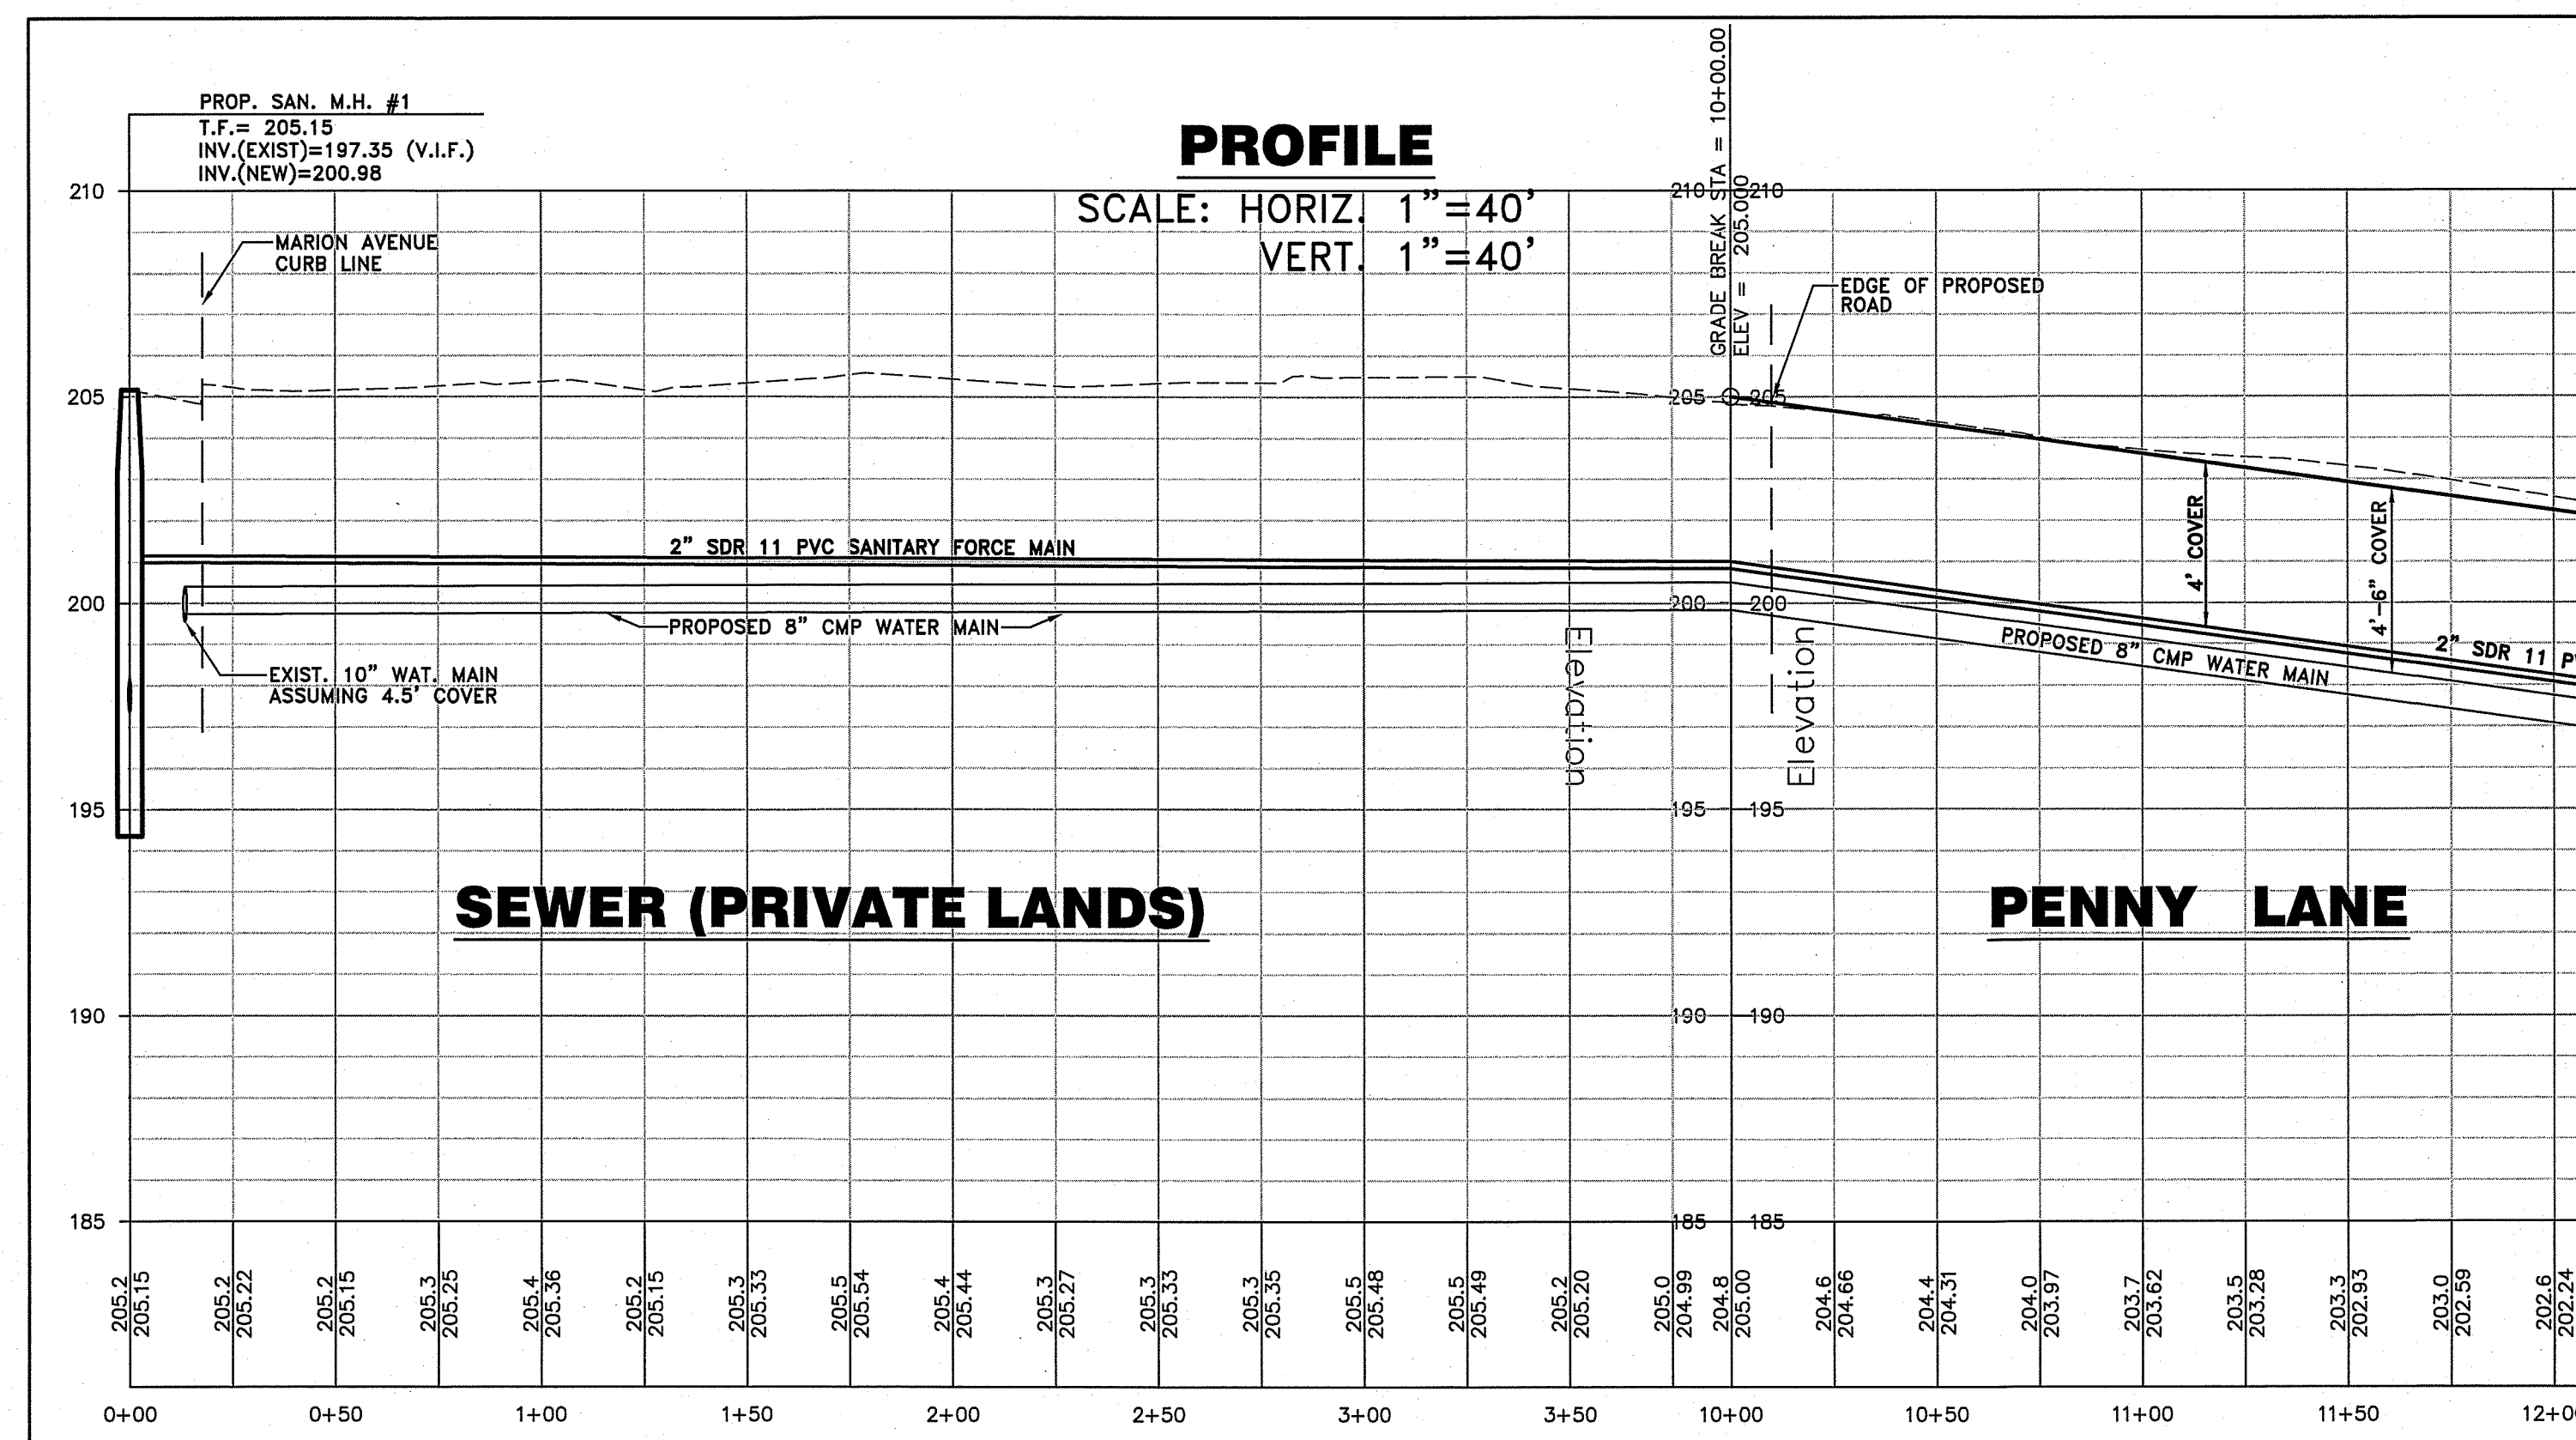 PROP. SAN. M.H. #1
T.F.= 205.15
INV.(EXIST)=197.35 (V.I.F.)
INV.(NEW)=200.98
PROFILE
SCALE: HORIZ. 1"=40'
VERT. 1"=40'
GRADE BREAK STA = 10+00.00
ELEV = 205.000
MARION AVENUE
CURB LINE
EDGE OF PROPOSED
ROAD
210
210
210
205
205
205
200
200
200
195
195
195
190
190
190
185
185
185
2" SDR 11 PVC SANITARY FORCE MAIN
PROPOSED 8" CMP WATER MAIN
EXIST. 10" WAT. MAIN
ASSUMING 4.5' COVER
Elevation
Elevation
4' COVER
4'-6" COVER
PROPOSED 8" CMP WATER MAIN
2" SDR 11
SEWER (PRIVATE LANDS)
PENNY LANE
205.2 205.15
205.2 205.22
205.2 205.15
205.3 205.25
205.4 205.36
205.2 205.15
205.3 205.33
205.5 205.54
205.4 205.44
205.3 205.27
205.3 205.33
205.3 205.35
205.5 205.48
205.5 205.49
205.2 205.20
205.0 204.99
204.8 205.00
204.6 204.66
204.4 204.31
204.0 203.97
203.7 203.62
203.5 203.28
203.3 202.93
203.0 202.59
202.6 202.24
0+00 0+50 1+00 1+50 2+00 2+50 3+00 3+50 10+00 10+50 11+00 11+50